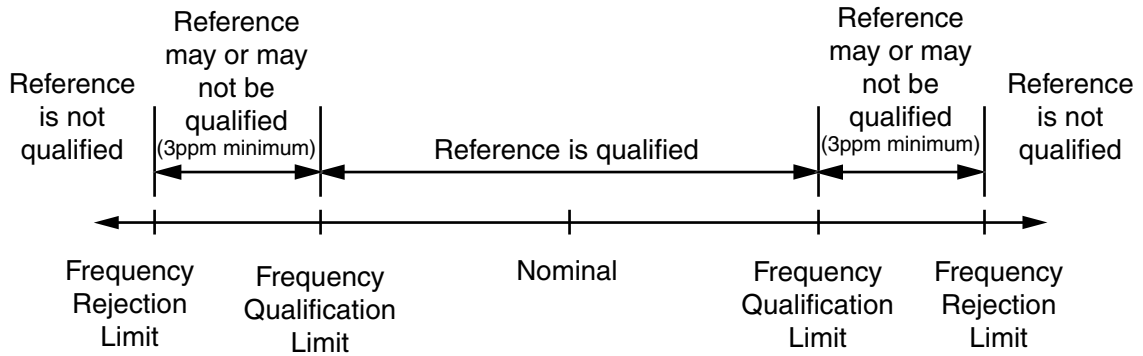 Reference
is not
qualified
Reference
may or may
not be
qualified
(3ppm minimum)
Reference is qualified
Reference
may or may
not be
qualified
(3ppm minimum)
Reference
is not
qualified
Frequency
Rejection
Limit
Frequency
Qualification
Limit
Nominal
Frequency
Qualification
Limit
Frequency
Rejection
Limit